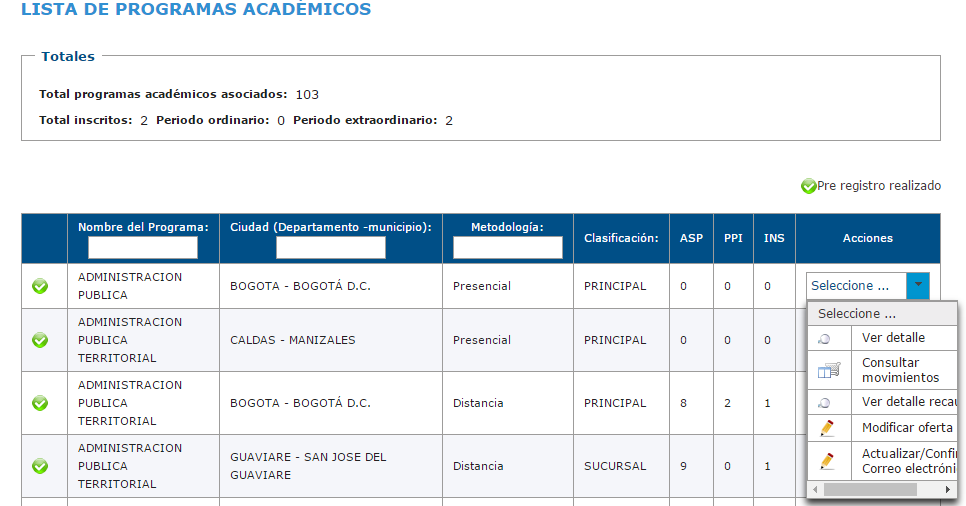 LISTA DE PROGRAMAS ACADÉMICOS
Totales
Total programas académicos asociados: 103
Total inscritos: 2 Periodo ordinario: 0 Periodo extraordinario: 2
Pre registro realizado
Nombre del Programa: Ciudad (Departamento -municipio): Metodología: Clasificación: ASP PPI INS Acciones
ADMINISTRACION
PUBLICA
BOGOTA - BOGOTÁ D.C.
Presencial
PRINCIPAL
0 0 0
Seleccione ...
ADMINISTRACION
PUBLICA
TERRITORIAL
CALDAS - MANIZALES
Presencial
PRINCIPAL
0 0 0
ADMINISTRACION
PUBLICA
TERRITORIAL
BOGOTA - BOGOTÁ D.C.
Distancia
PRINCIPAL
8 2 1
ADMINISTRACION
PUBLICA
TERRITORIAL
GUAVIARE - SAN JOSE DEL
GUAVIARE
Distancia
SUCURSAL
9 0 1
Seleccione ...
Ver detalle
Consultar
movimientos
Ver detalle
Modificar oferta
Correo